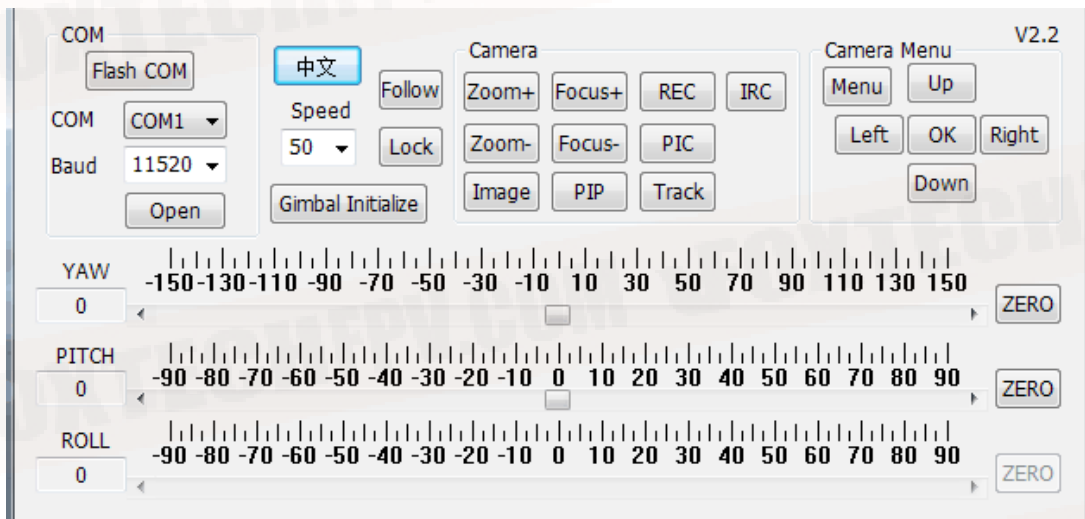 V2.2
COM
Flash COM
COM COM1
Baud 11520
Open
中文
Speed
50
Follow
Lock
Gimbal Initialize
Camera
Zoom+ Focus+ REC IRC
Zoom- Focus- PIC
Image PIP Track
Camera Menu
Menu Up
Left OK Right
Down
YAW
-150 -130 -110 -90 -70 -50 -30 -10 10 30 50 70 90 110 130 150
0
ZERO
PITCH
-90 -80 -70 -60 -50 -40 -30 -20 -10 0 10 20 30 40 50 60 70 80 90
0
ZERO
ROLL
-90 -80 -70 -60 -50 -40 -30 -20 -10 0 10 20 30 40 50 60 70 80 90
0
ZERO